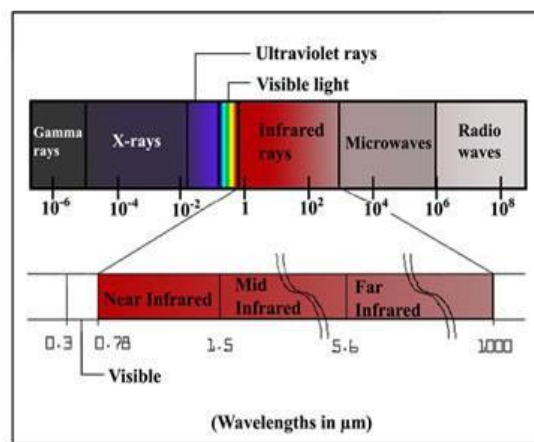 Ultraviolet rays
Visible light
Gamma rays
X-rays
Infrared rays
Microwaves
Radio waves
10⁻⁶ 10⁻⁴ 10⁻² 1 10² 10⁴ 10⁶ 10⁸
Near Infrared
Mid Infrared
Far Infrared
0.3 0.78 1.5 5.6 1000
Visible
(Wavelengths in µm)